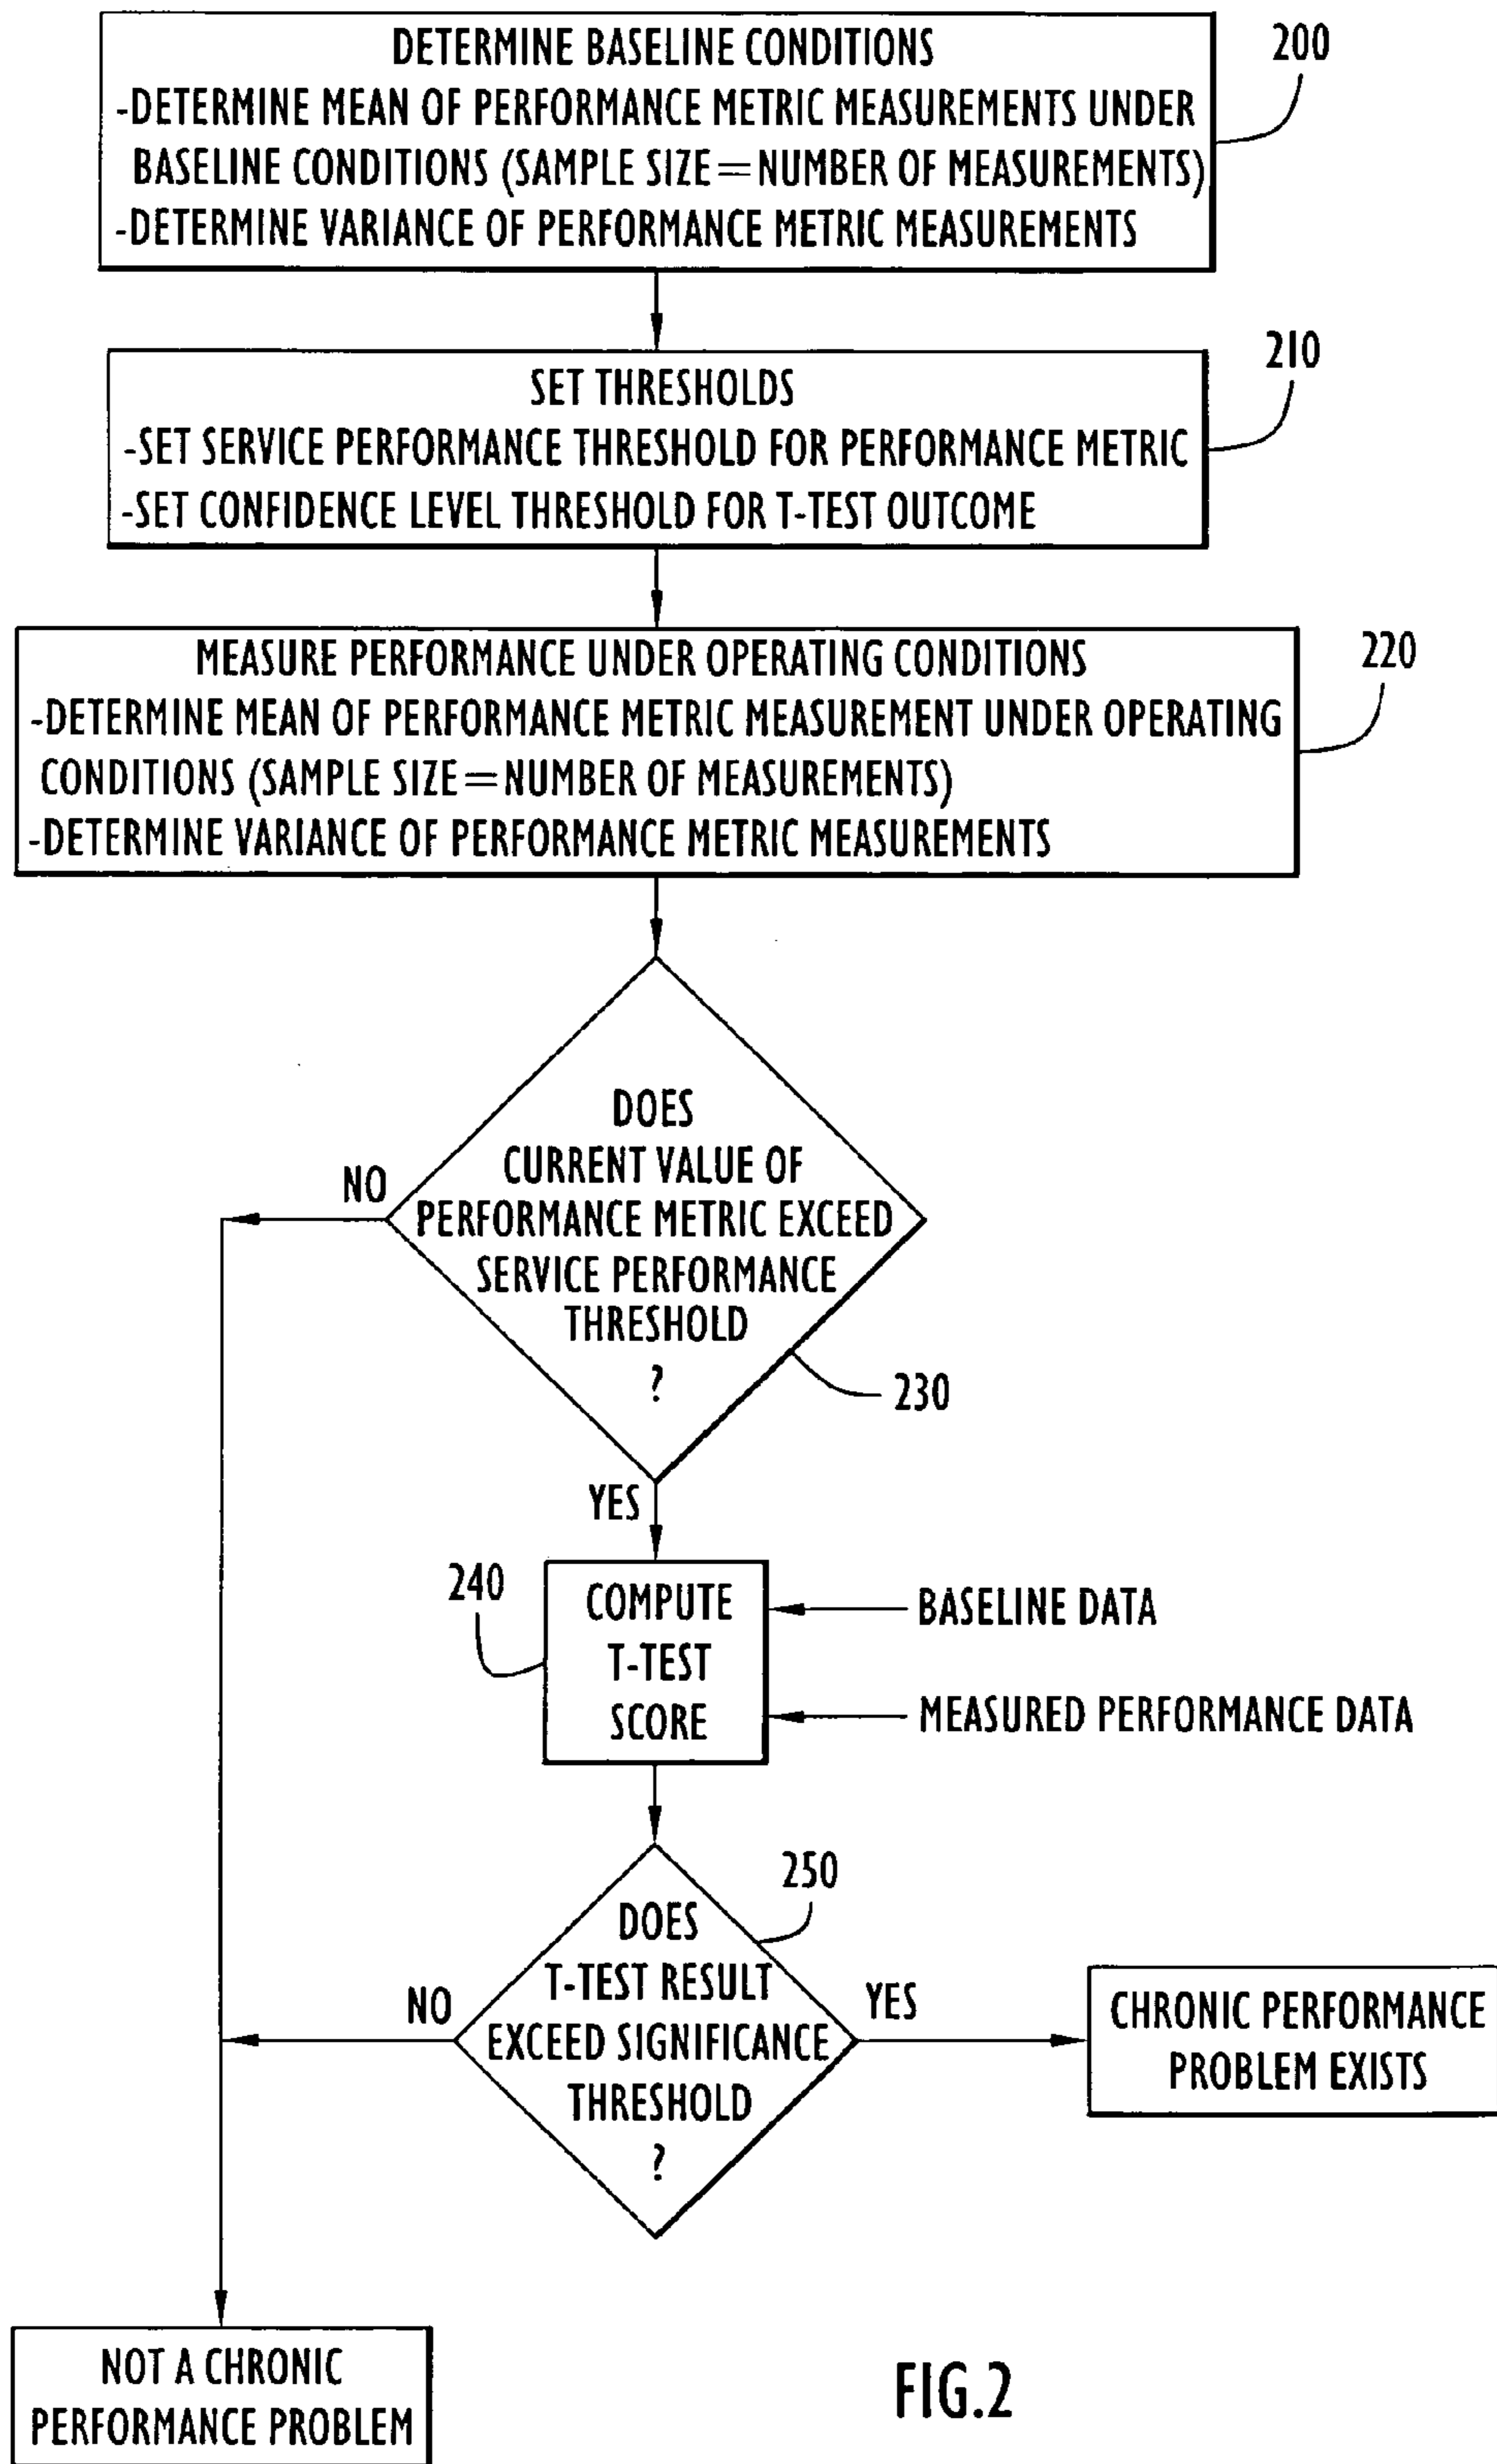 DETERMINE BASELINE CONDITIONS
-DETERMINE MEAN OF PERFORMANCE METRIC MEASUREMENTS UNDER
BASELINE CONDITIONS (SAMPLE SIZE=NUMBER OF MEASUREMENTS)
-DETERMINE VARIANCE OF PERFORMANCE METRIC MEASUREMENTS
200
SET THRESHOLDS
-SET SERVICE PERFORMANCE THRESHOLD FOR PERFORMANCE METRIC
-SET CONFIDENCE LEVEL THRESHOLD FOR T-TEST OUTCOME
210
MEASURE PERFORMANCE UNDER OPERATING CONDITIONS
-DETERMINE MEAN OF PERFORMANCE METRIC MEASUREMENT UNDER OPERATING
CONDITIONS (SAMPLE SIZE=NUMBER OF MEASUREMENTS)
-DETERMINE VARIANCE OF PERFORMANCE METRIC MEASUREMENTS
220
DOES
CURRENT VALUE OF
PERFORMANCE METRIC EXCEED
SERVICE PERFORMANCE
THRESHOLD
?
NO
230
YES
240
COMPUTE
T-TEST
SCORE
BASELINE DATA
MEASURED PERFORMANCE DATA
250
DOES
T-TEST RESULT
EXCEED SIGNIFICANCE
THRESHOLD
?
NO
YES
CHRONIC PERFORMANCE
PROBLEM EXISTS
NOT A CHRONIC
PERFORMANCE PROBLEM
FIG.2